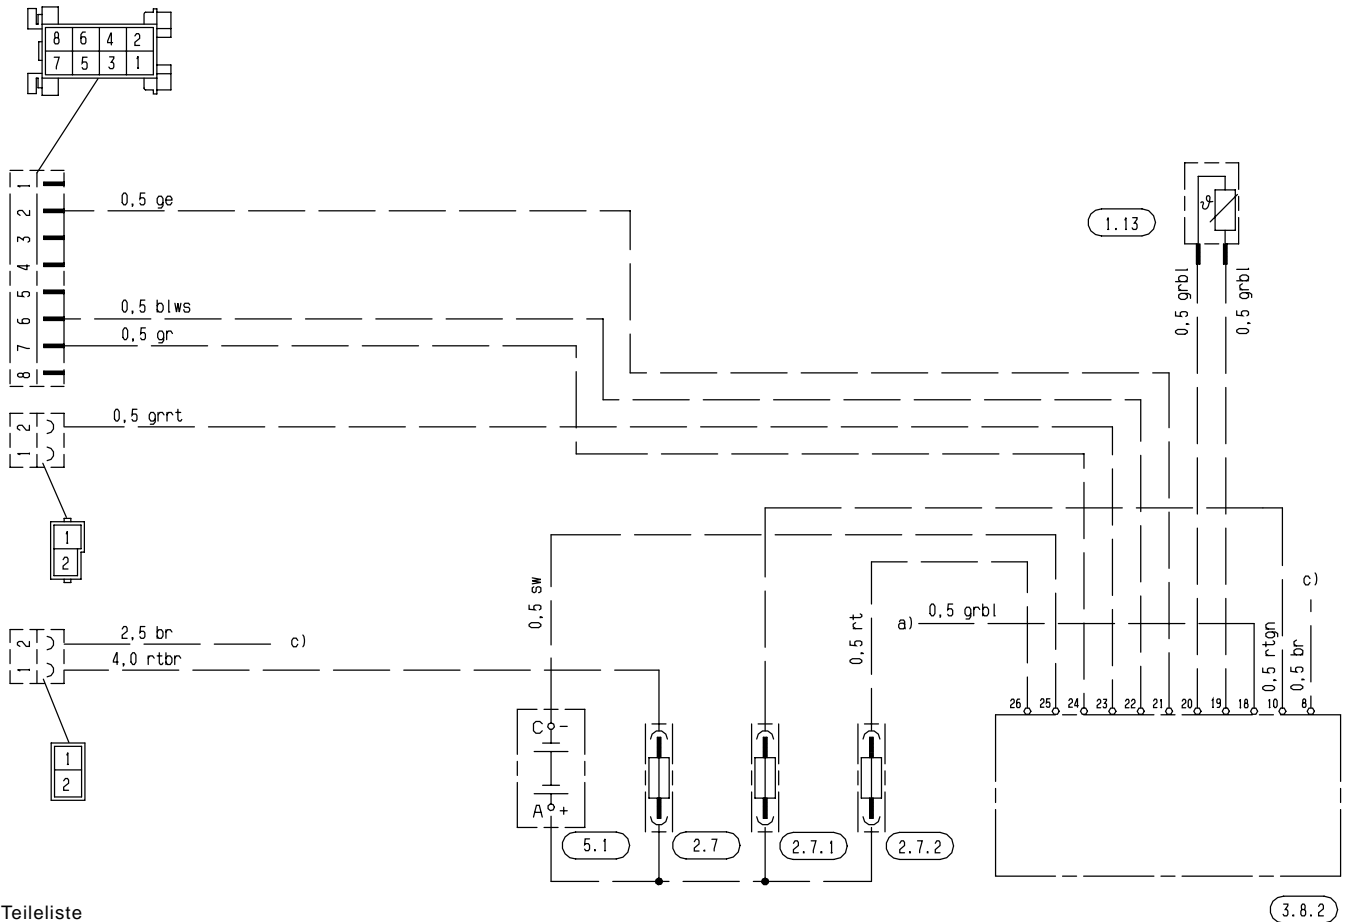 8 6 4 2
7 5 3 1
1
2
3
4
5
6
7
8
0,5 ge
0,5 blws
0,5 gr
1.13
ϑ
0,5 grbl
0,5 grbl
2
1
0,5 grrt
1
2
2
1
2,5 br
c)
4,0 rtbr
1
2
0,5 sw
0,5 rt
a)
0,5 grbl
0,5 rtgn
0,5 br
c)
26 25 24 23 22 21 20 19 18 10 8
C -
A +
5.1
2.7
2.7.1
2.7.2
3.8.2
Teileliste